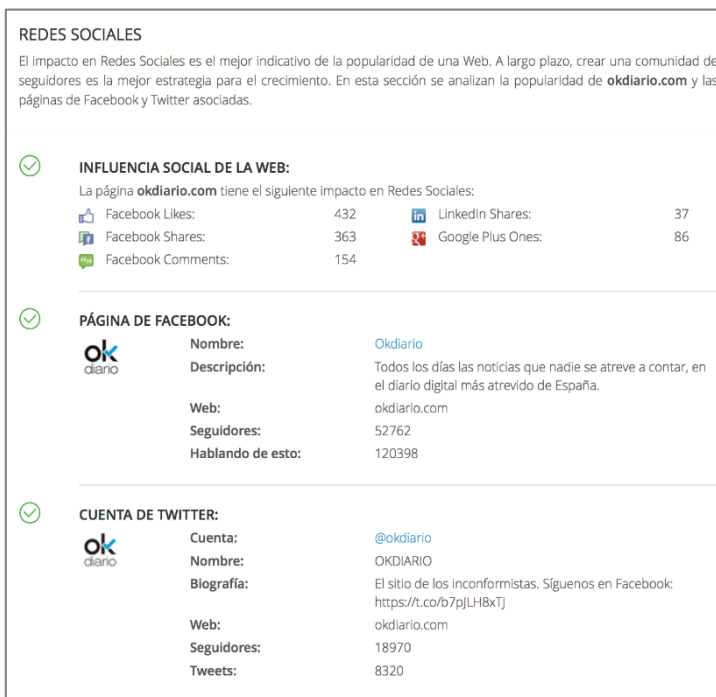 REDES SOCIALES
El impacto en Redes Sociales es el mejor indicativo de la popularidad de una Web. A largo plazo, crear una comunidad de
seguidores es la mejor estrategia para el crecimiento. En esta sección se analizan la popularidad de okdiario.com y las
páginas de Facebook y Twitter asociadas.
INFLUENCIA SOCIAL DE LA WEB:
La página okdiario.com tiene el siguiente impacto en Redes Sociales:
Facebook Likes: 432 LinkedIn Shares: 37
Facebook Shares: 363 Google Plus Ones: 86
Facebook Comments: 154
PÁGINA DE FACEBOOK:
ok diario
Nombre: Okdiario
Descripción: Todos los días las noticias que nadie se atreve a contar, en
el diario digital más atrevido de España.
Web: okdiario.com
Seguidores: 52762
Hablando de esto: 120398
CUENTA DE TWITTER:
ok diario
Cuenta: @okdiario
Nombre: OKDIARIO
Biografía: El sitio de los inconformistas. Síguenos en Facebook:
https://t.co/b7pJLH8xTJ
Web: okdiario.com
Seguidores: 18970
Tweets: 8320